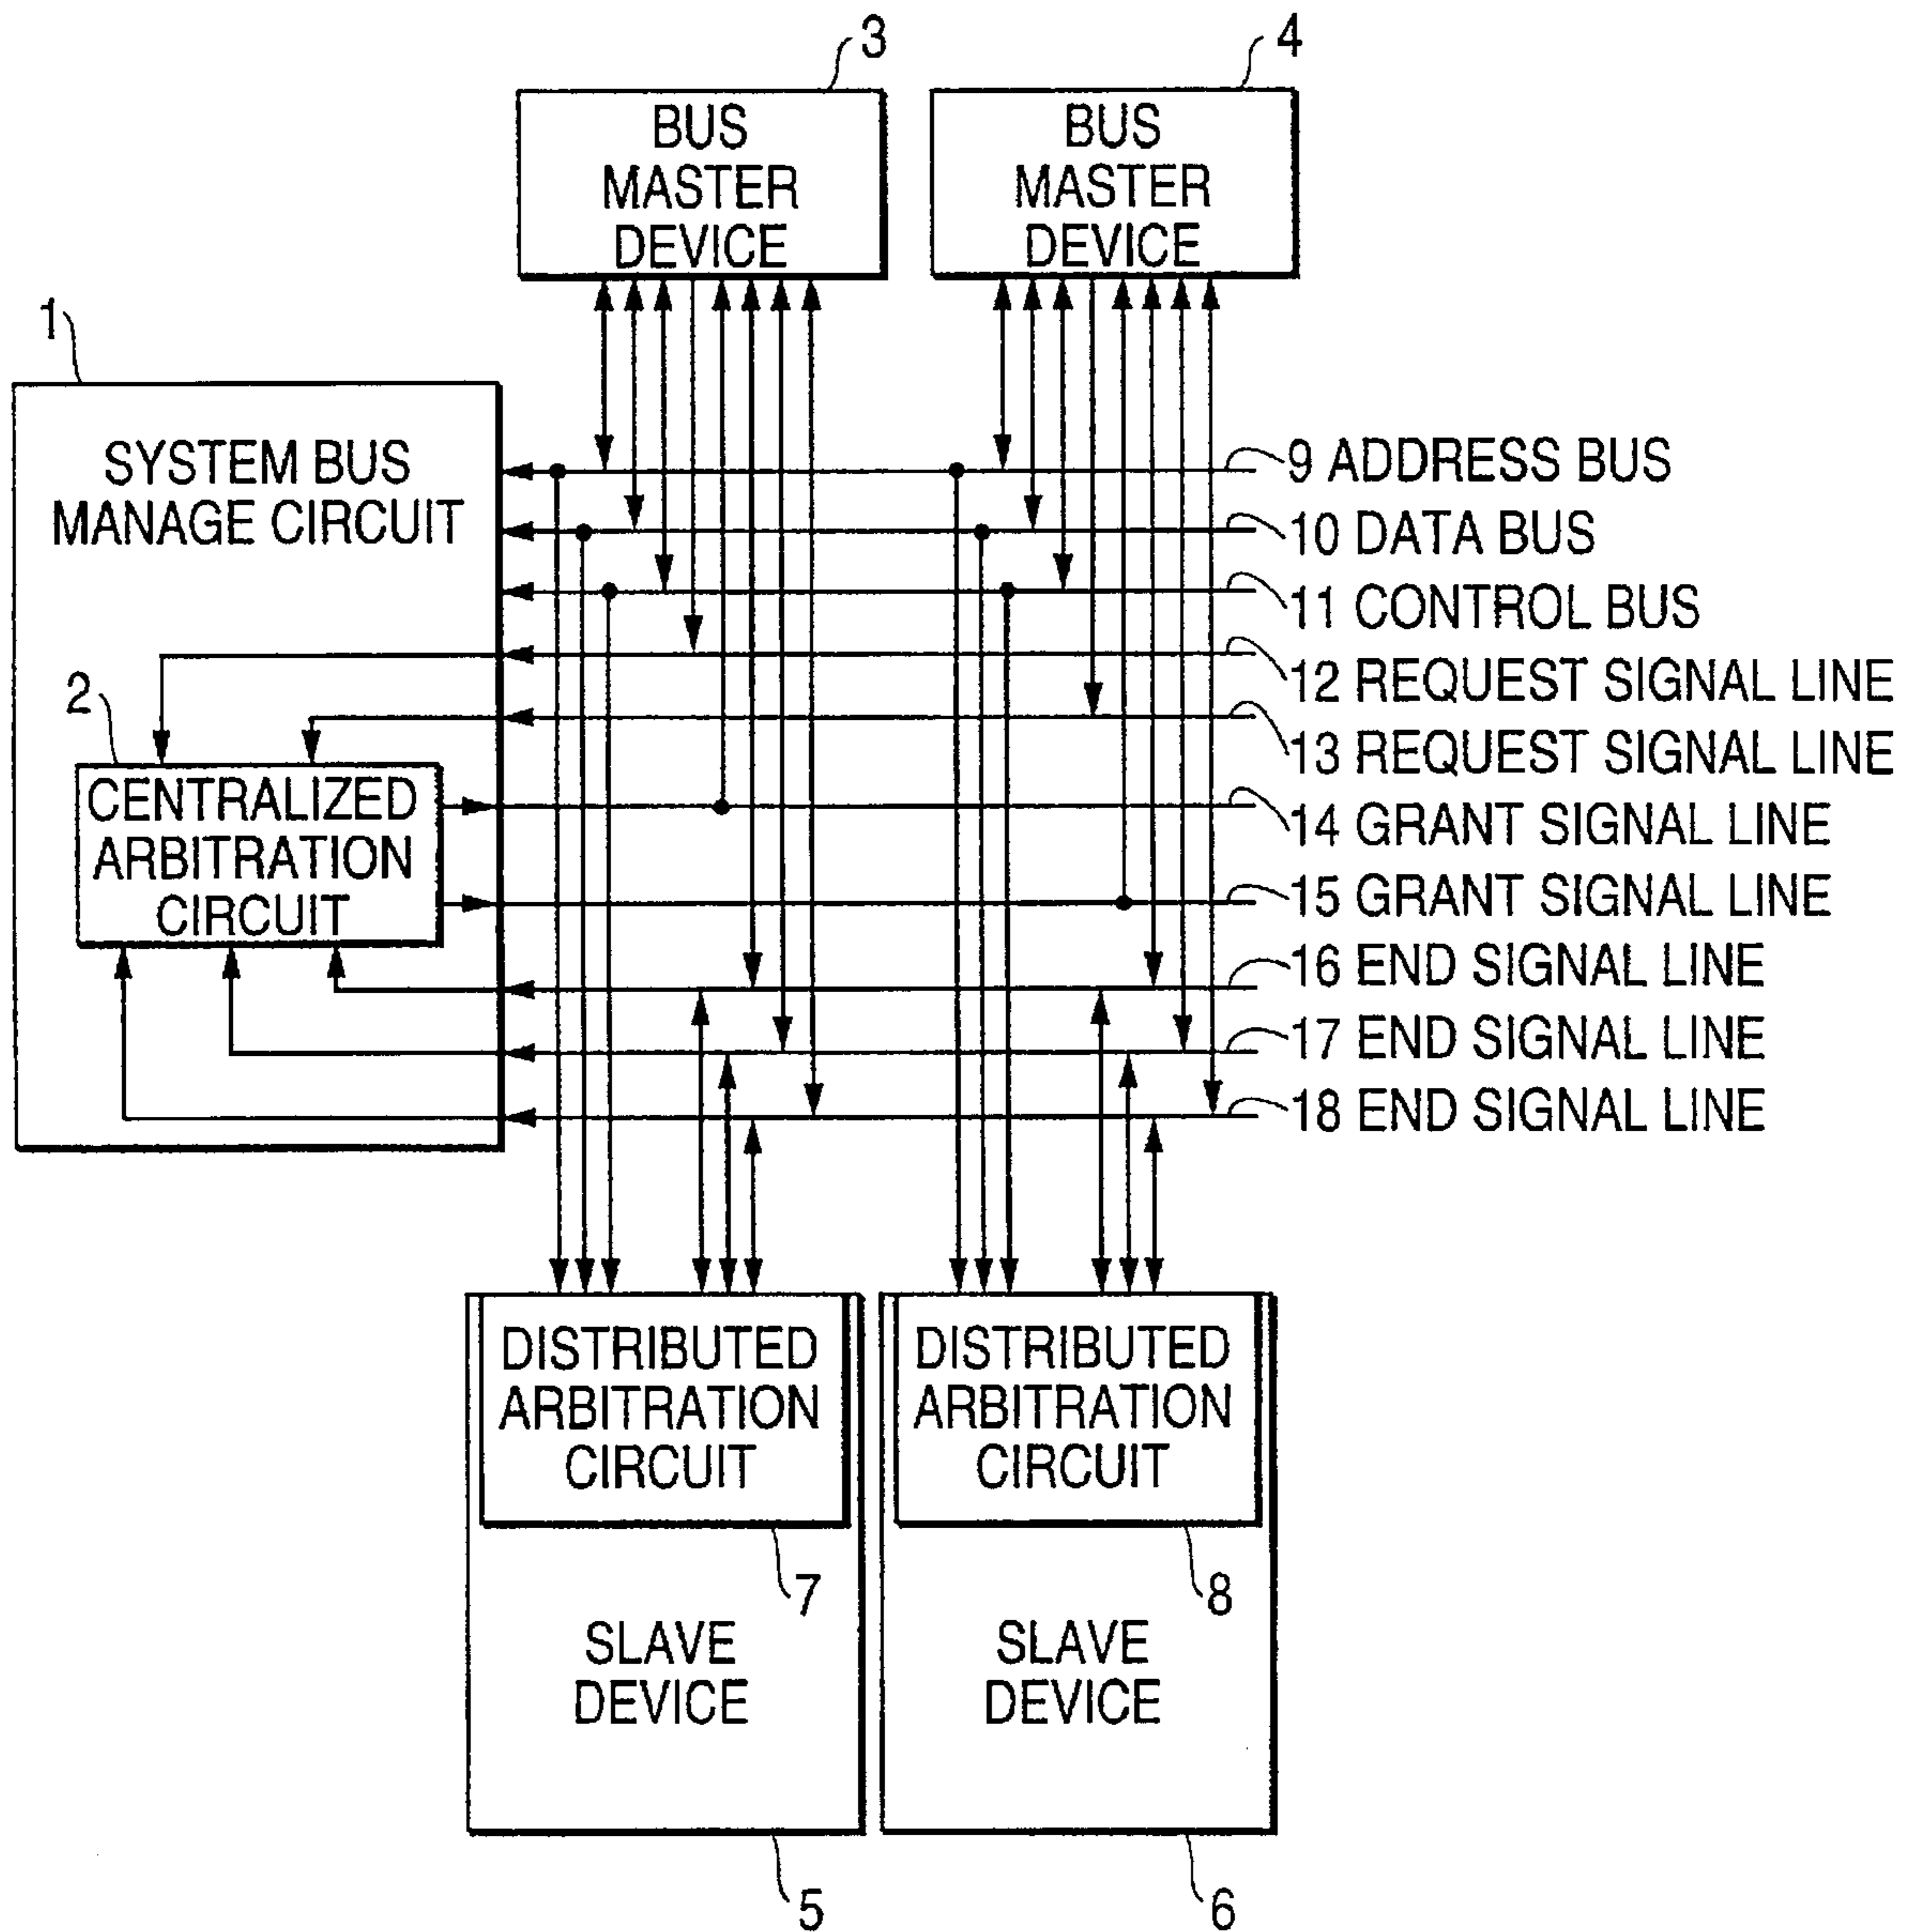 3
4
BUS
MASTER
DEVICE
BUS
MASTER
DEVICE
1
SYSTEM BUS
MANAGE CIRCUIT
2
CENTRALIZED
ARBITRATION
CIRCUIT
9 ADDRESS BUS
10 DATA BUS
11 CONTROL BUS
12 REQUEST SIGNAL LINE
13 REQUEST SIGNAL LINE
14 GRANT SIGNAL LINE
15 GRANT SIGNAL LINE
16 END SIGNAL LINE
17 END SIGNAL LINE
18 END SIGNAL LINE
DISTRIBUTED
ARBITRATION
CIRCUIT
7
SLAVE
DEVICE
5
DISTRIBUTED
ARBITRATION
CIRCUIT
8
SLAVE
DEVICE
6